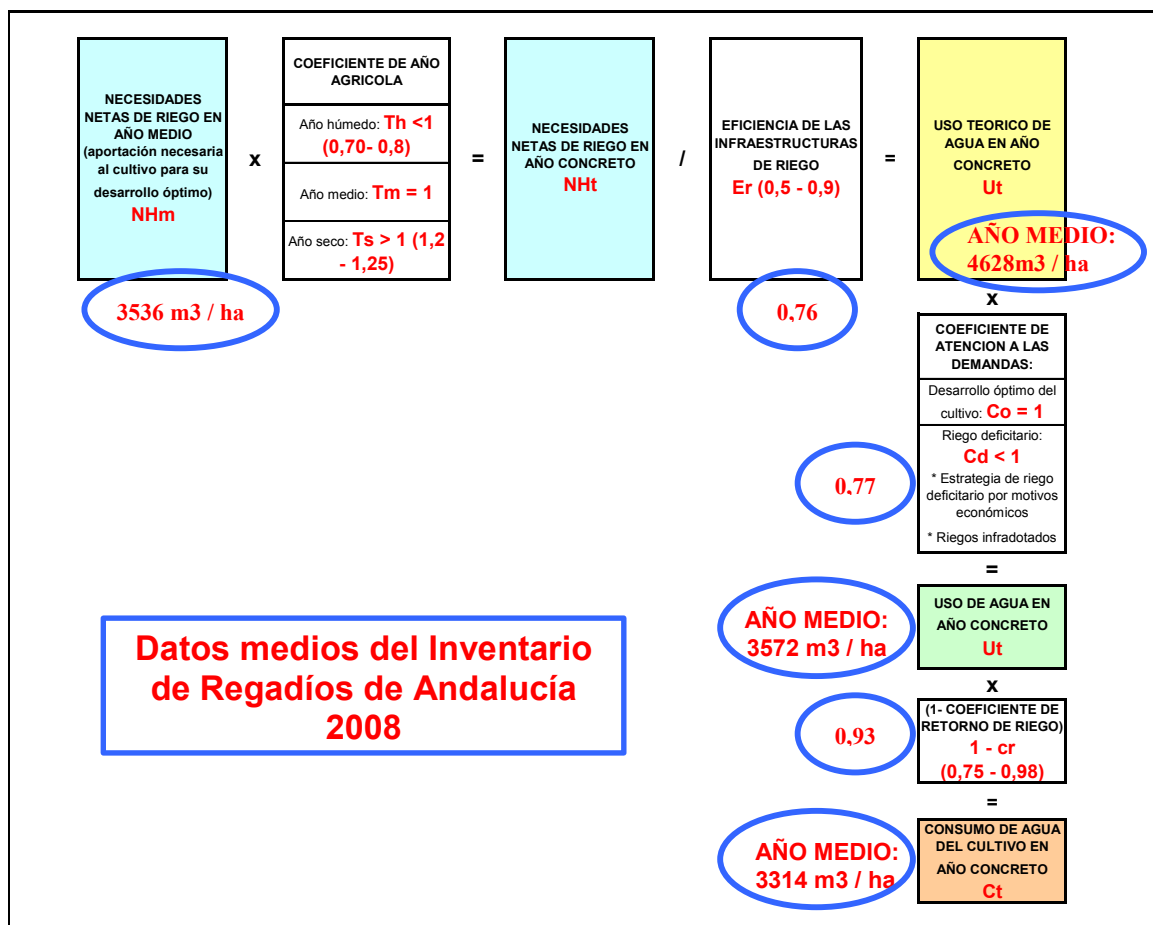 NECESIDADES
NETAS DE RIEGO EN
AÑO MEDIO
(aportación necesaria
al cultivo para su
desarrollo óptimo)
NHm
3536 m3 / ha
x
COEFICIENTE DE AÑO
AGRICOLA
Año húmedo: Th <1
(0,70- 0,8)
Año medio: Tm = 1
Año seco: Ts > 1 (1,2
- 1,25)
=
NECESIDADES
NETAS DE RIEGO EN
AÑO CONCRETO
NHt
/
EFICIENCIA DE LAS
INFRAESTRUCTURAS
DE RIEGO
Er (0,5 - 0,9)
0,76
=
USO TEORICO DE
AGUA EN AÑO
CONCRETO
Ut
AÑO MEDIO:
4628m3 / ha
x
COEFICIENTE DE
ATENCION A LAS
DEMANDAS:
Desarrollo óptimo del
cultivo: Co = 1
Riego deficitario:
Cd < 1
* Estrategia de riego
deficitario por motivos
económicos
* Riegos infradotados
0,77
=
AÑO MEDIO:
3572 m3 / ha
USO DE AGUA EN
AÑO CONCRETO
Ut
x
0,93
(1- COEFICIENTE DE
RETORNO DE RIEGO)
1 - cr
(0,75 - 0,98)
=
AÑO MEDIO:
3314 m3 / ha
CONSUMO DE AGUA
DEL CULTIVO EN
AÑO CONCRETO
Ct
Datos medios del Inventario
de Regadíos de Andalucía
2008